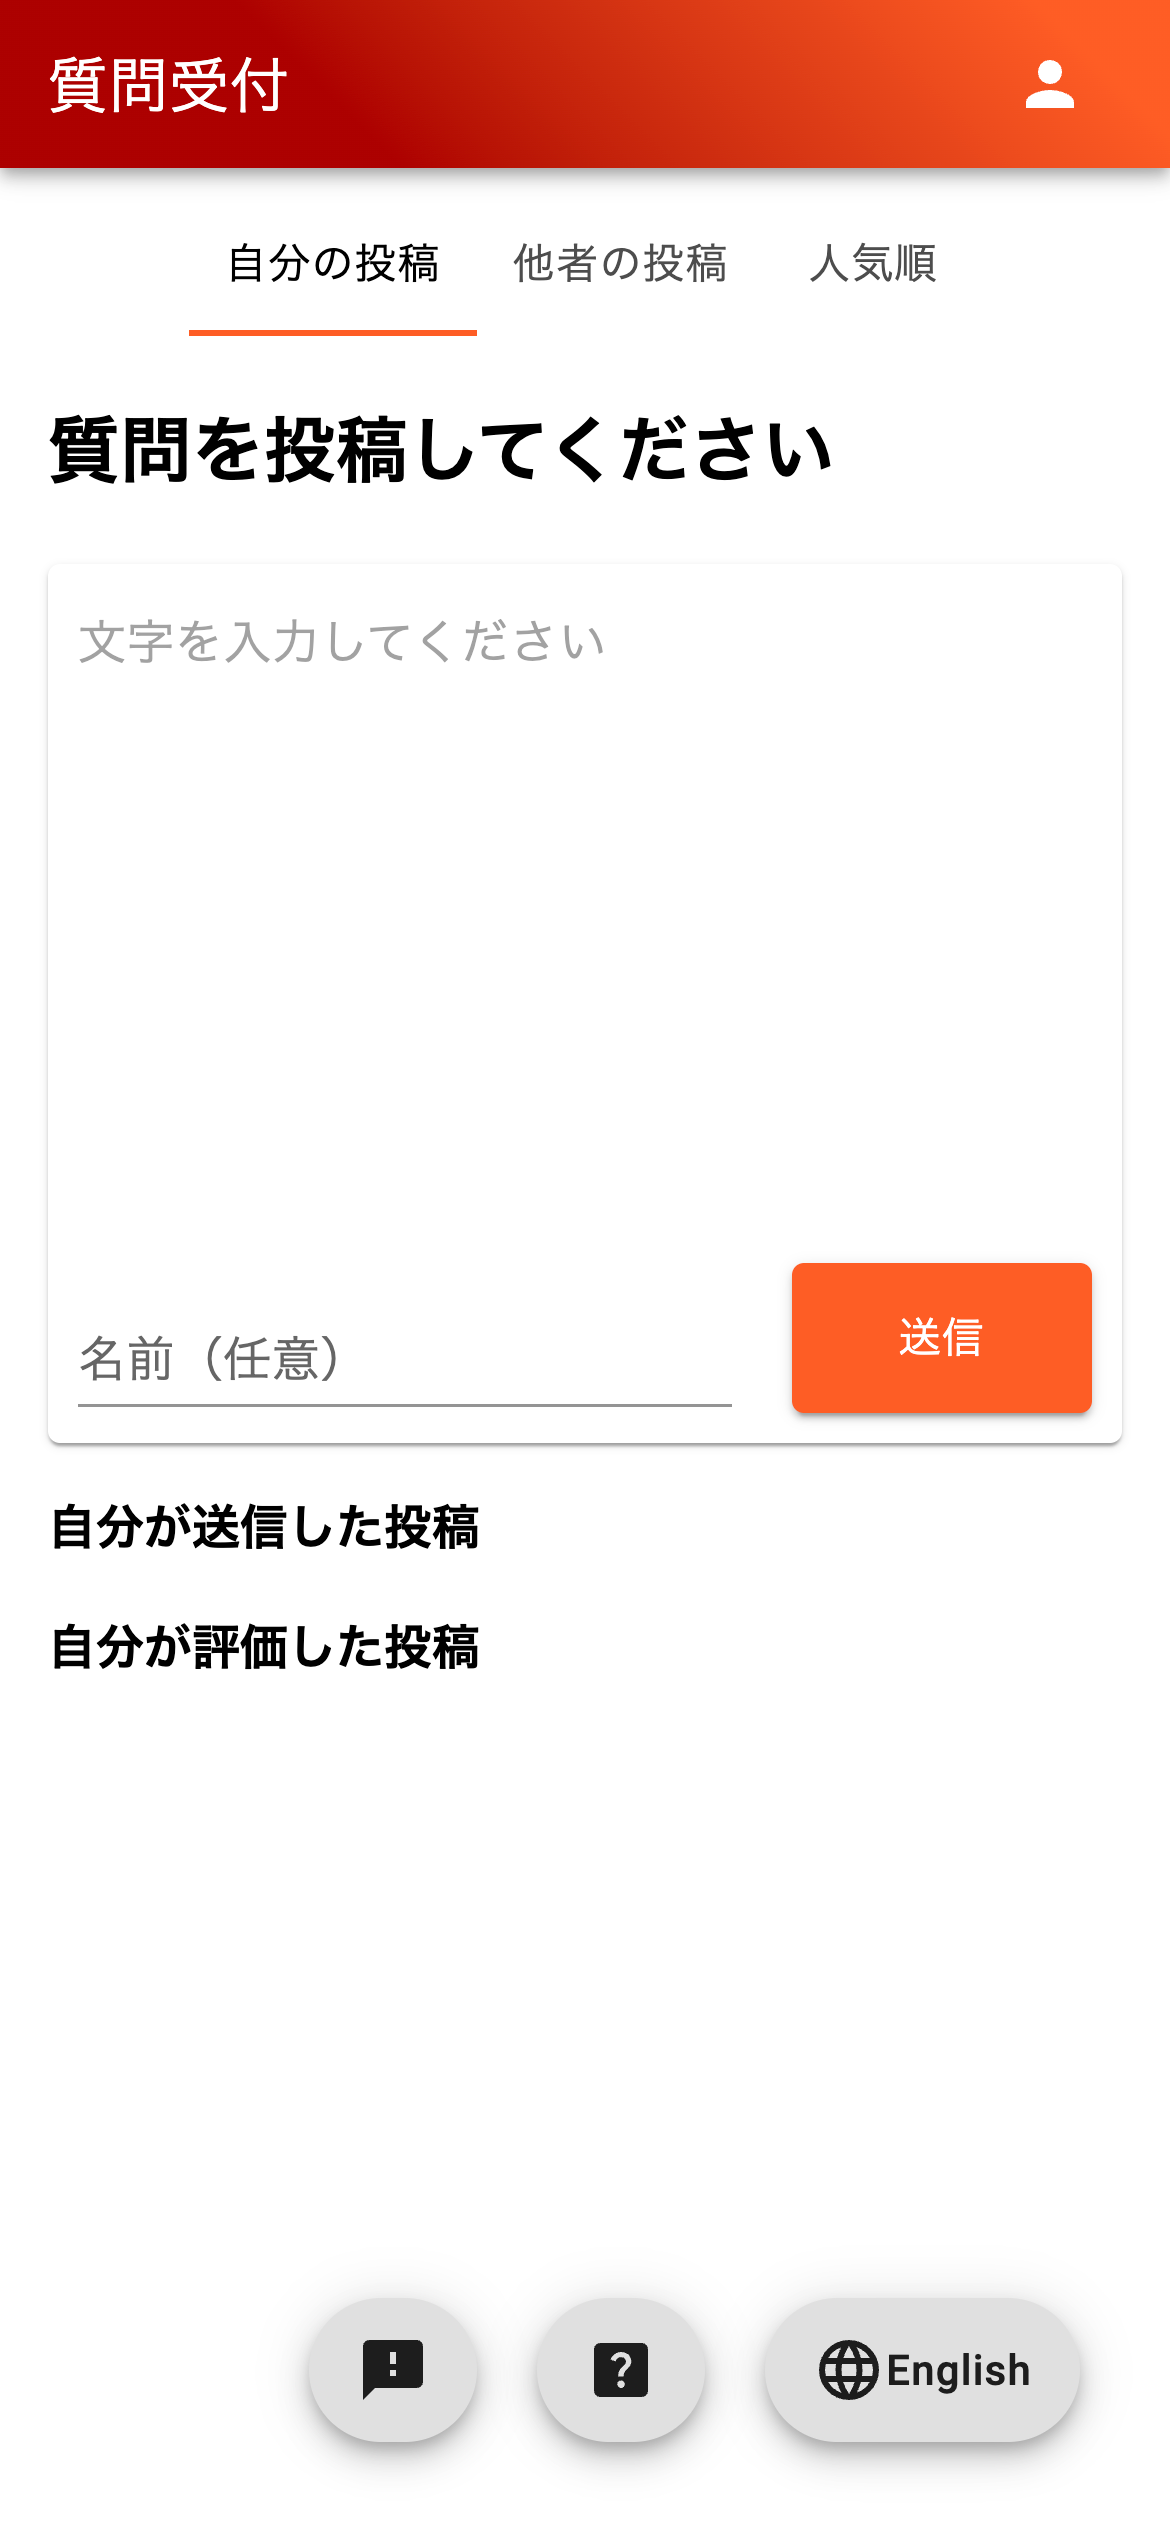 質問受付
自分の投稿 他者の投稿 人気順
質問を投稿してください
文字を入力してください
名前（任意）
送信
自分が送信した投稿
自分が評価した投稿
English